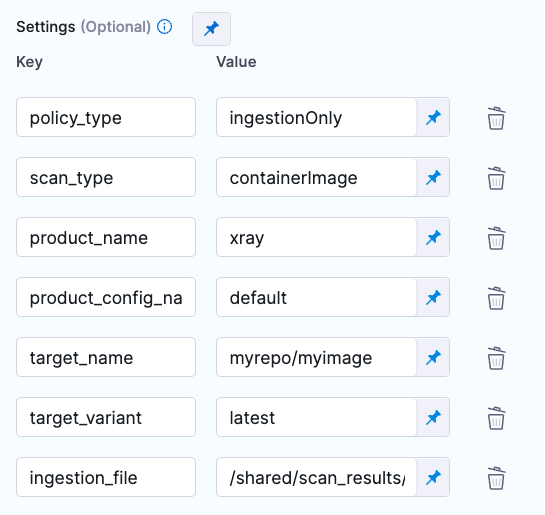 Settings (Optional)
Key Value
policy_type ingestionOnly
scan_type containerImage
product_name xray
product_config_na default
target_name myrepo/myimage
target_variant latest
ingestion_file /shared/scan_results/